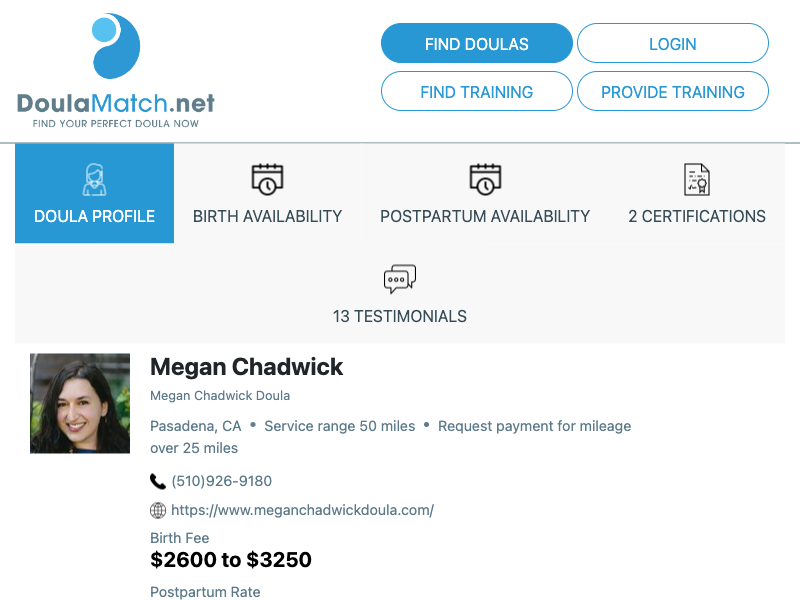 DoulaMatch.net
FIND YOUR PERFECT DOULA NOW
FIND DOULAS
LOGIN
FIND TRAINING
PROVIDE TRAINING
DOULA PROFILE
BIRTH AVAILABILITY
POSTPARTUM AVAILABILITY
2 CERTIFICATIONS
13 TESTIMONIALS
Megan Chadwick
Megan Chadwick Doula
Pasadena, CA • Service range 50 miles • Request payment for mileage
over 25 miles
(510)926-9180
https://www.meganchadwickdoula.com/
Birth Fee
$2600 to $3250
Postpartum Rate